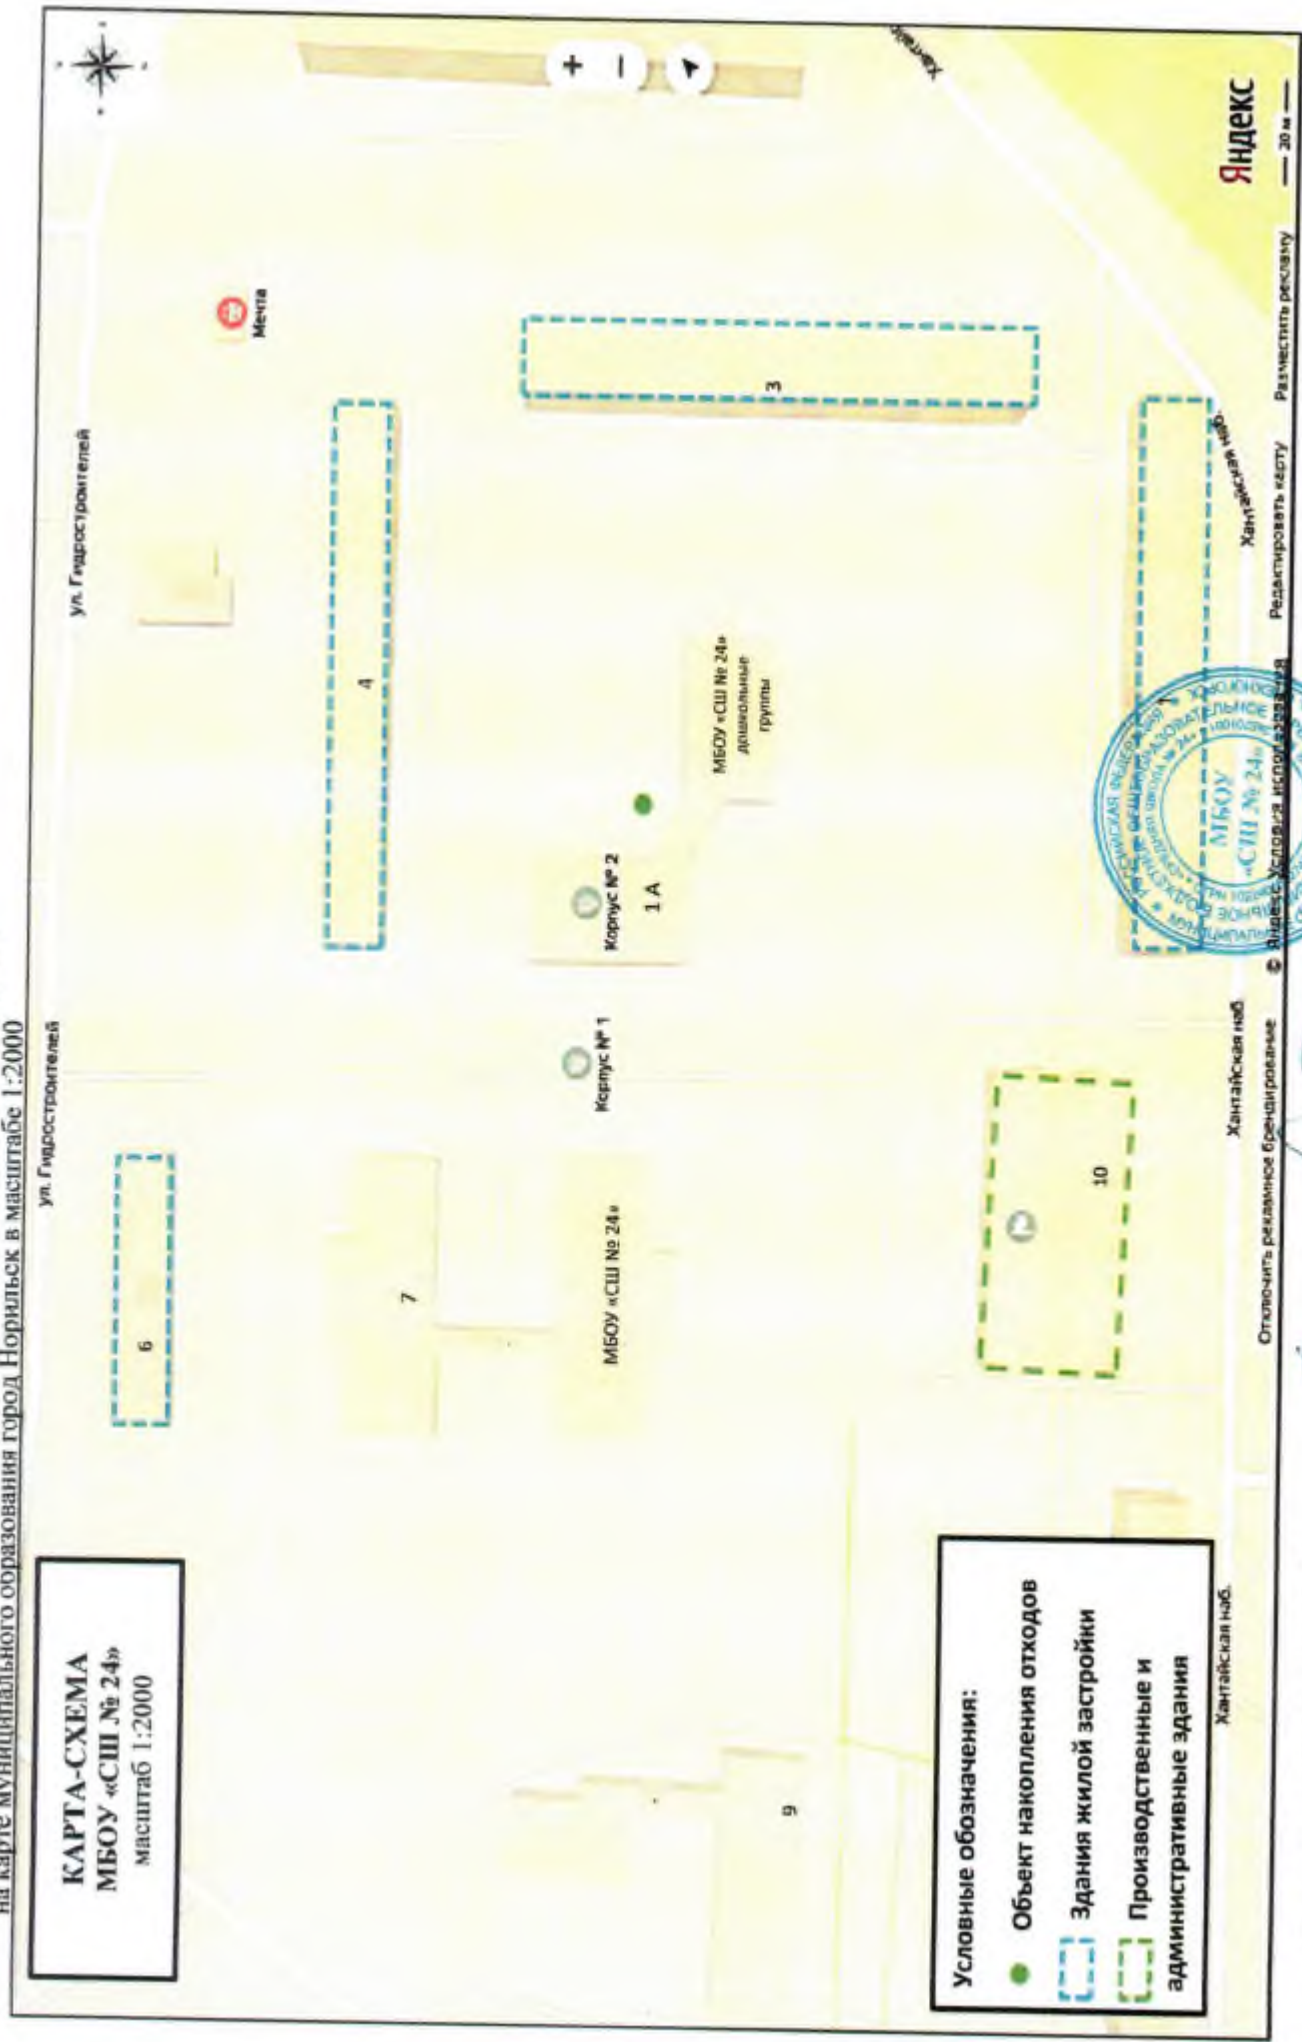 на карте муниципального образования город Норильск в масштабе 1:2000
КАРТА-СХЕМА
МБОУ «СШ № 24»
масштаб 1:2000
ул. Гидростроителей
ул. Гидростроителей
6
4
Мечта
7
МБОУ «СШ № 24»
Корпус № 1
Корпус № 2
1 А
МБОУ «СШ № 24»
дошкольные
группы
3
9
10
1
Условные обозначения:
Объект накопления отходов
Здания жилой застройки
Производственные и
административные здания
Хантайская наб.
Хантайская наб.
Хантайская наб.
МБОУ
«СШ № 24»
Яндекс
Отключить рекламное брендирование
© Яндекс Условия использования
Редактировать карту
Разместить рекламу
20 м